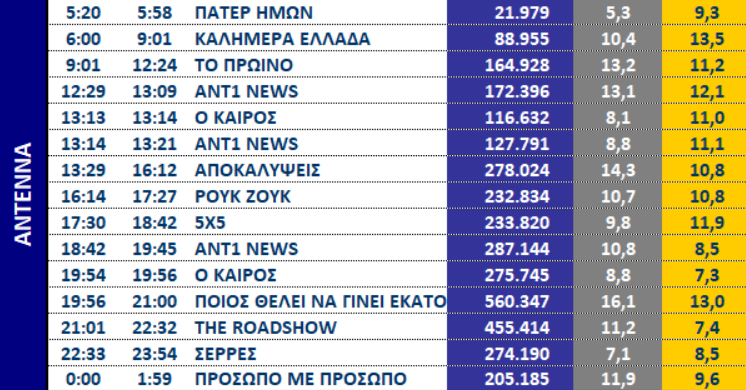 ANTENNA
5:20 5:58 ΠΑΤΕΡ ΗΜΩΝ 21.979 5,3 9,3
6:00 9:01 ΚΑΛΗΜΕΡΑ ΕΛΛΑΔΑ 88.955 10,4 13,5
9:01 12:24 ΤΟ ΠΡΩΙΝΟ 164.928 13,2 11,2
12:29 13:09 ΑΝΤ1 NEWS 172.396 13,1 12,1
13:13 13:14 Ο ΚΑΙΡΟΣ 116.632 8,1 11,0
13:14 13:21 ΑΝΤ1 NEWS 127.791 8,8 11,1
13:29 16:12 ΑΠΟΚΑΛΥΨΕΙΣ 278.024 14,3 10,8
16:14 17:27 ΡΟΥΚ ΖΟΥΚ 232.834 10,7 10,8
17:30 18:42 5Χ5 233.820 9,8 11,9
18:42 19:45 ΑΝΤ1 NEWS 287.144 10,8 8,5
19:54 19:56 Ο ΚΑΙΡΟΣ 275.745 8,8 7,3
19:56 21:00 ΠΟΙΟΣ ΘΕΛΕΙ ΝΑ ΓΙΝΕΙ ΕΚΑΤΟ 560.347 16,1 13,0
21:01 22:32 THE ROADSHOW 455.414 11,2 7,4
22:33 23:54 ΣΕΡΡΕΣ 274.190 7,1 8,5
0:00 1:59 ΠΡΟΣΩΠΟ ΜΕ ΠΡΟΣΩΠΟ 205.185 11,9 9,6